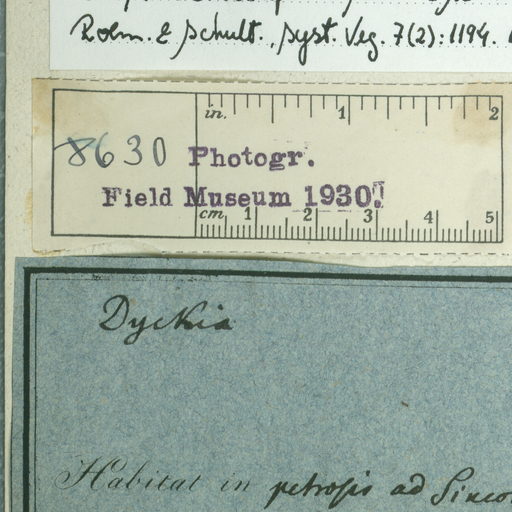 Roem. & Schult., Syst. Veg. 7(2): 1194.
in. 1 2
8630 Photogr.
Field Museum 1930.
cm 1 2 3 4 5
Dyckia
Habitat in petrosis ad